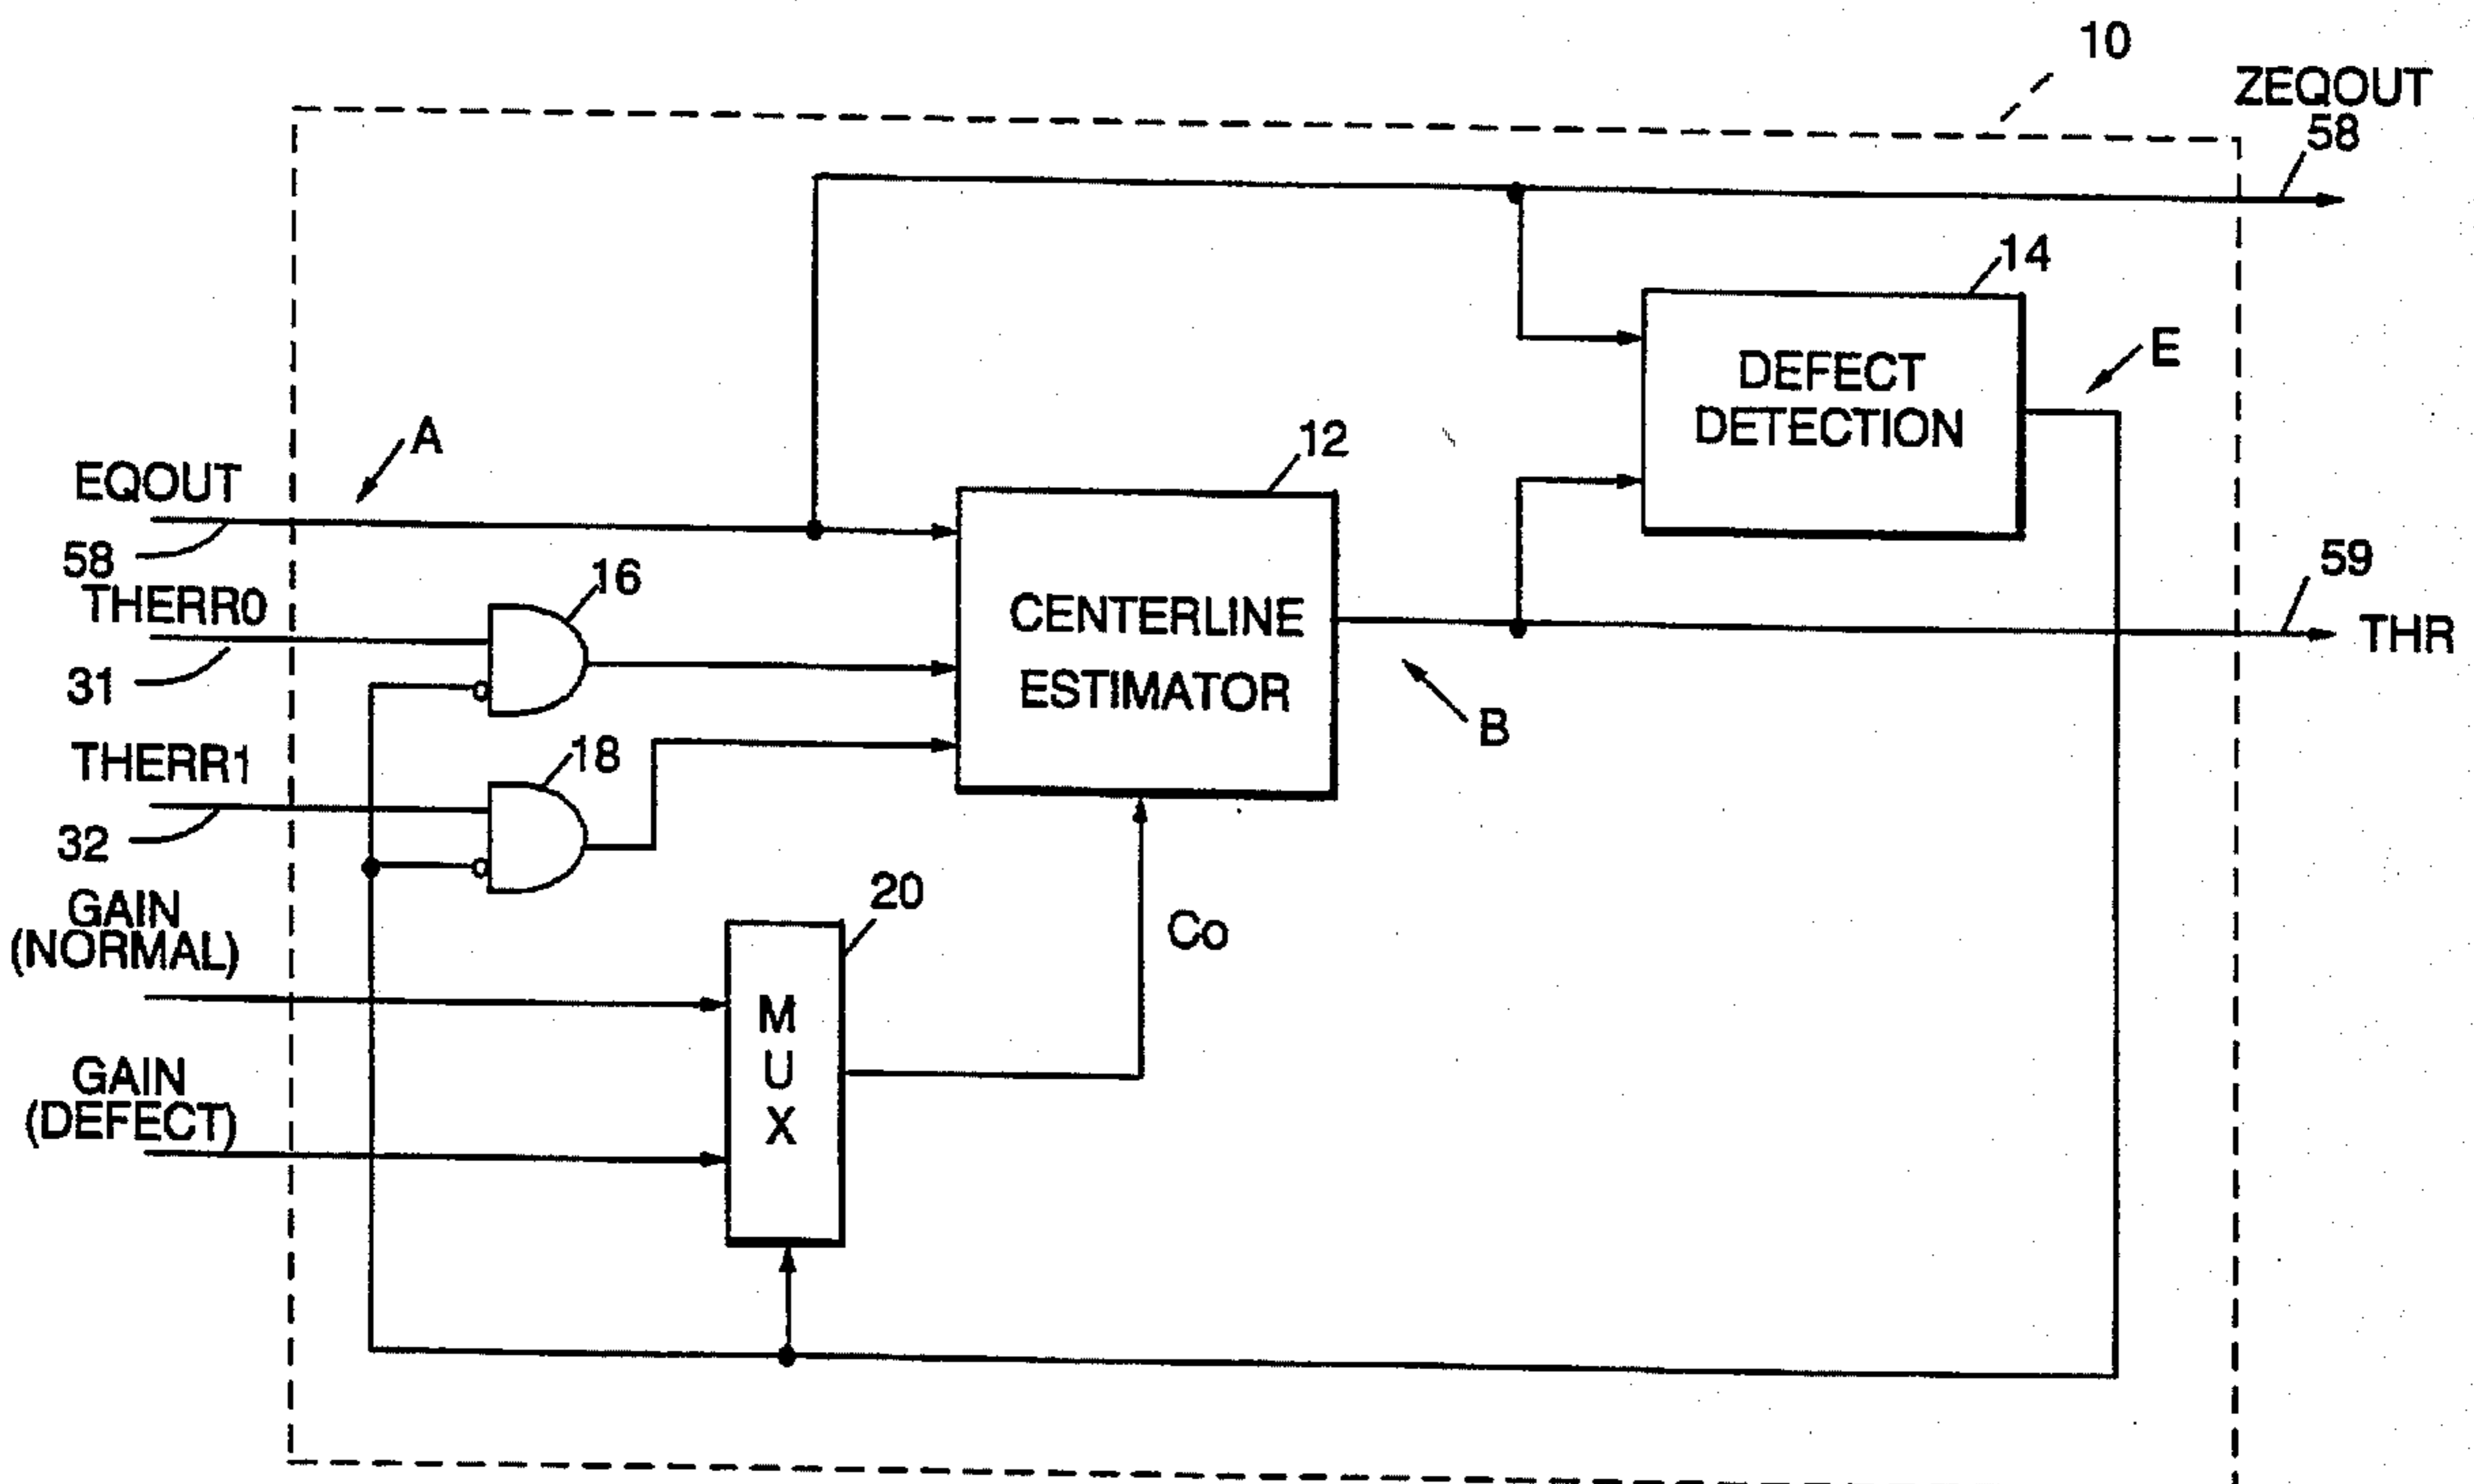 10
ZEQOUT
58
14
DEFECT
DETECTION
E
A
12
EQOUT
58
CENTERLINE
ESTIMATOR
B
59
THR
16
THERR0
31
18
THERR1
32
20
GAIN
(NORMAL)
Co
M
U
X
GAIN
(DEFECT)